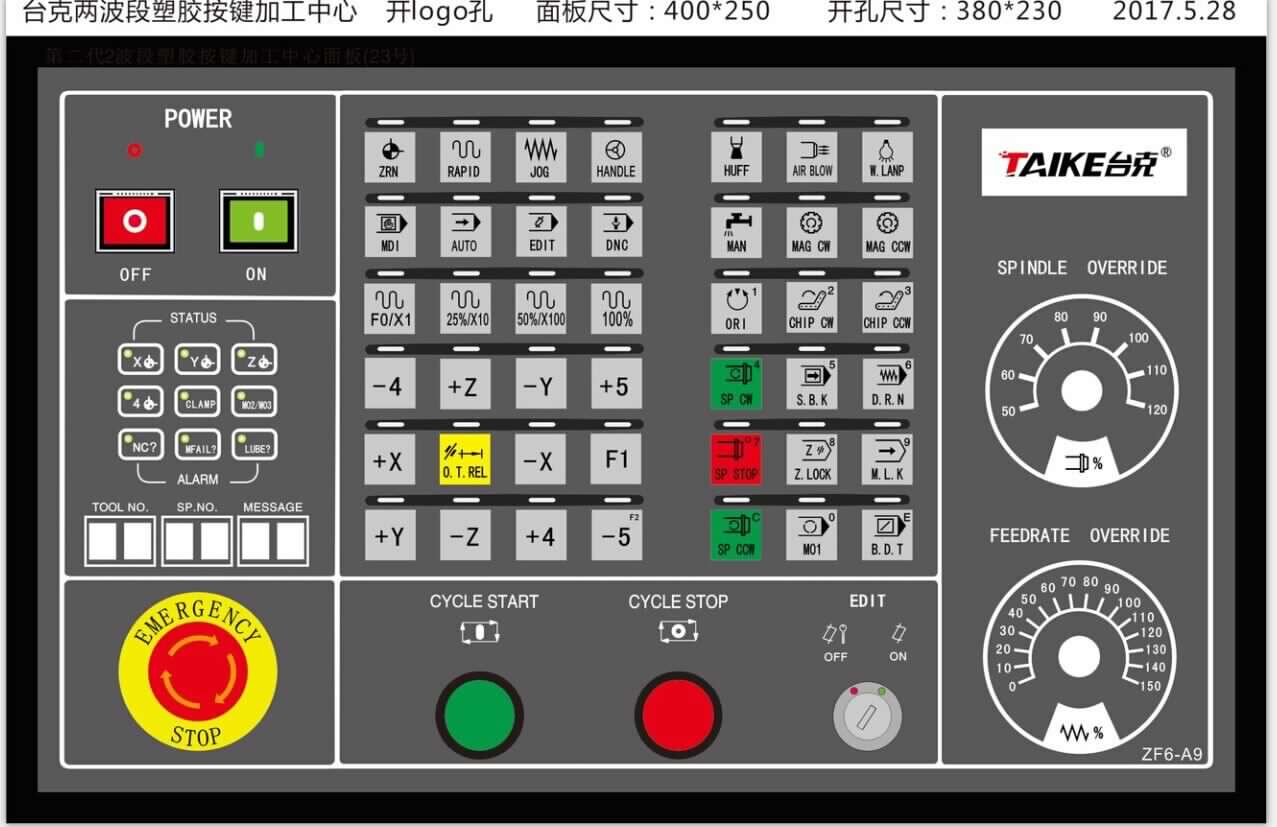 台克两波段塑胶按键加工中心 开logo孔 面板尺寸：400*250 开孔尺寸：380*230 2017.5.28
第二代2波段塑胶按键加工中心面板(23号)
POWER
OFF ON
STATUS
X Y Z
4 CLAMP M02/M03
NC? MFAIL? LUBE?
ALARM
TOOL NO. SP.NO. MESSAGE
EMERGENCY
STOP
ZRN RAPID JOG HANDLE
MDI AUTO EDIT DNC
F0/X1 25%/X10 50%/X100 100%
-4 +Z -Y +5
+X O.T.REL -X F1
F2
+Y -Z +4 -5
HUFF AIR BLOW W.LANP
MAN MAG CW MAG CCW
1 2 3
ORI CHIP CW CHIP CCW
4 5 6
SP CW S.B.K D.R.N
7 Z 8 9
SP STOP Z.LOCK M.L.K
C 0 E
SP CCW M01 B.D.T
CYCLE START CYCLE STOP EDIT
OFF ON
TAIKE台克®
SPINDLE OVERRIDE
50 60 70 80 90 100 110 120
%
FEEDRATE OVERRIDE
0 10 20 30 40 50 60 70 80 90 100 110 120 130 140 150
%
ZF6-A9